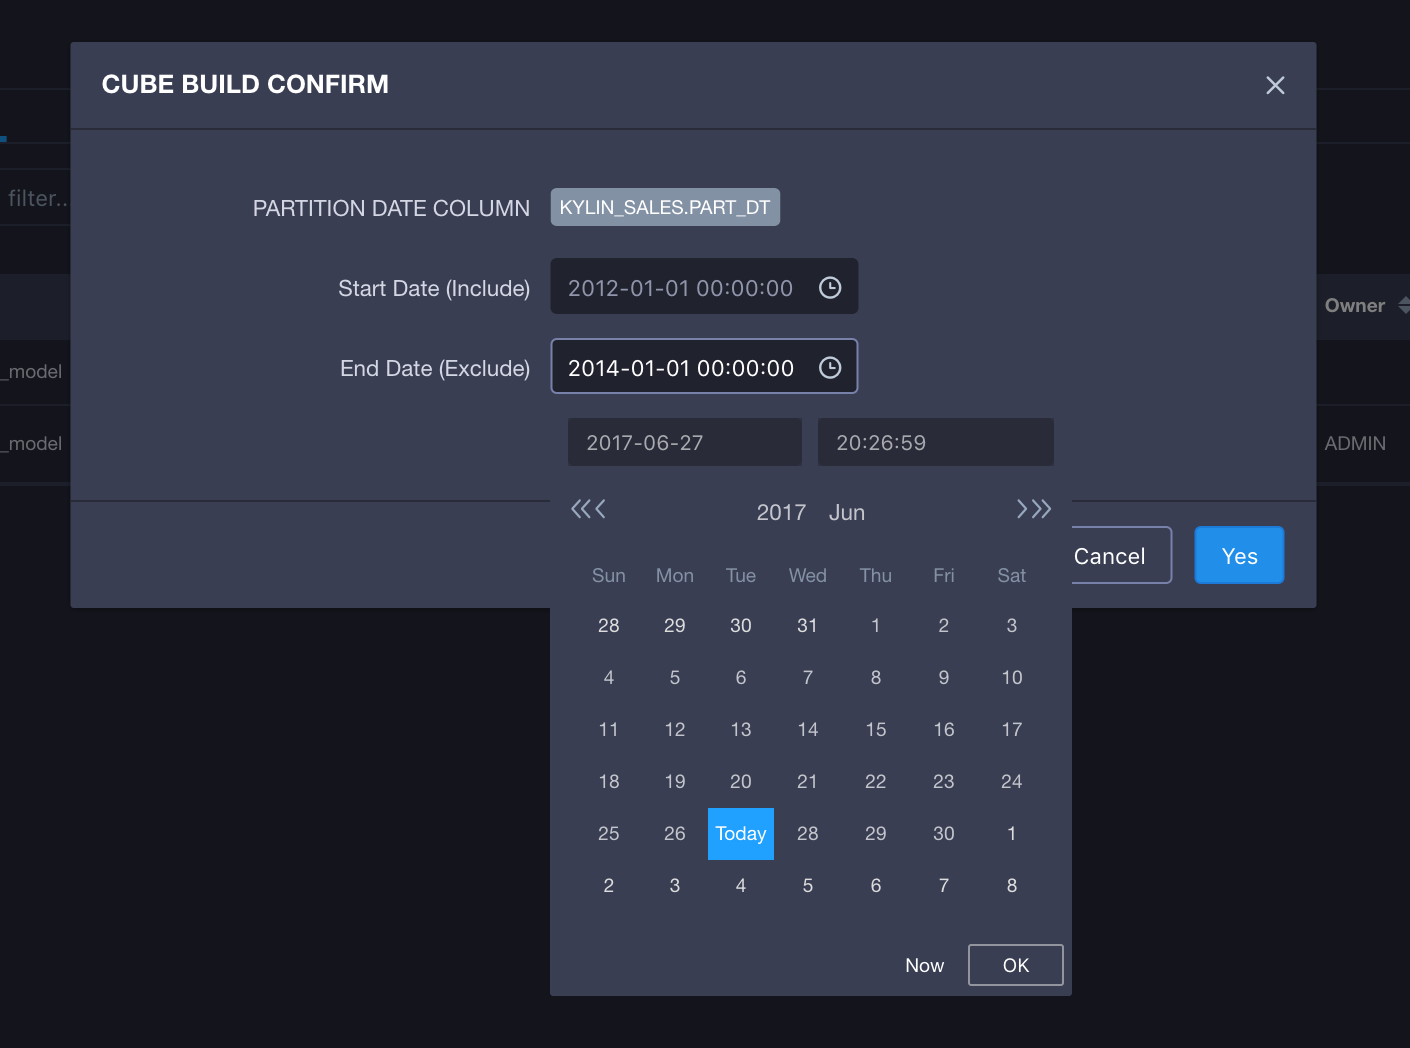 CUBE BUILD CONFIRM
filter..
PARTITION DATE COLUMN KYLIN_SALES.PART_DT
Start Date (Include) 2012-01-01 00:00:00
Owner
End Date (Exclude) 2014-01-01 00:00:00
_model
_model 2017-06-27 20:26:59 ADMIN
2017 Jun
Cancel Yes
Sun Mon Tue Wed Thu Fri Sat
28 29 30 31 1 2 3
4 5 6 7 8 9 10
11 12 13 14 15 16 17
18 19 20 21 22 23 24
25 26 Today 28 29 30 1
2 3 4 5 6 7 8
Now OK